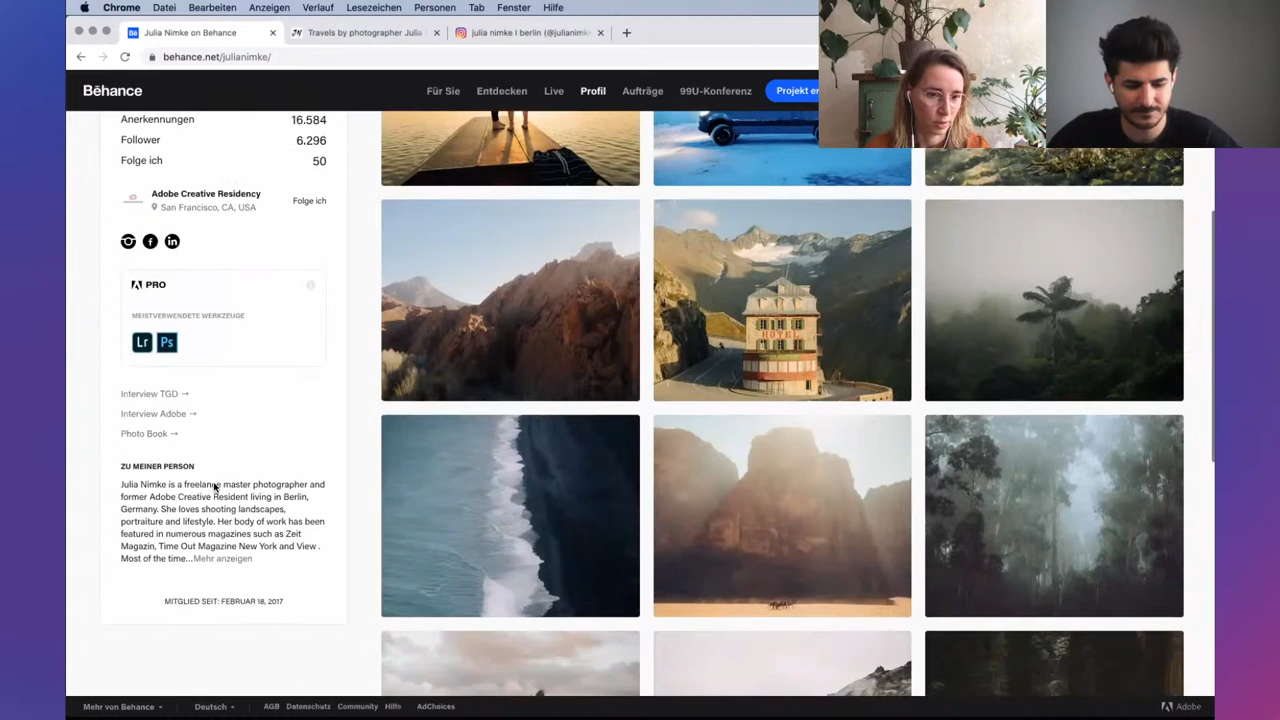 Chrome Datei Bearbeiten Anzeigen Verlauf Lesezeichen Personen Tab Fenster Hilfe
Julia Nimke on Behance
Travels by photographer Julia
julia nimke I berlin (@julianimk
behance.net/julianimke/
Bēhance
Für Sie Entdecken Live Profil Aufträge 99U-Konferenz Projekt er
Anerkennungen 16.584
Follower 6.296
Folge ich 50
Adobe Creative Residency
San Francisco, CA, USA
Folge ich
PRO
MEISTVERWENDETE WERKZEUGE
Lr Ps
Interview TGD →
Interview Adobe →
Photo Book →
ZU MEINER PERSON
Julia Nimke is a freelance master photographer and
former Adobe Creative Resident living in Berlin,
Germany. She loves shooting landscapes,
portraiture and lifestyle. Her body of work has been
featured in numerous magazines such as Zeit
Magazin, Time Out Magazine New York and View .
Most of the time...Mehr anzeigen
MITGLIED SEIT: FEBRUAR 18, 2017
HOTEL
Mehr von Behance Deutsch AGB Datenschutz Community Hilfe AdChoices Adobe